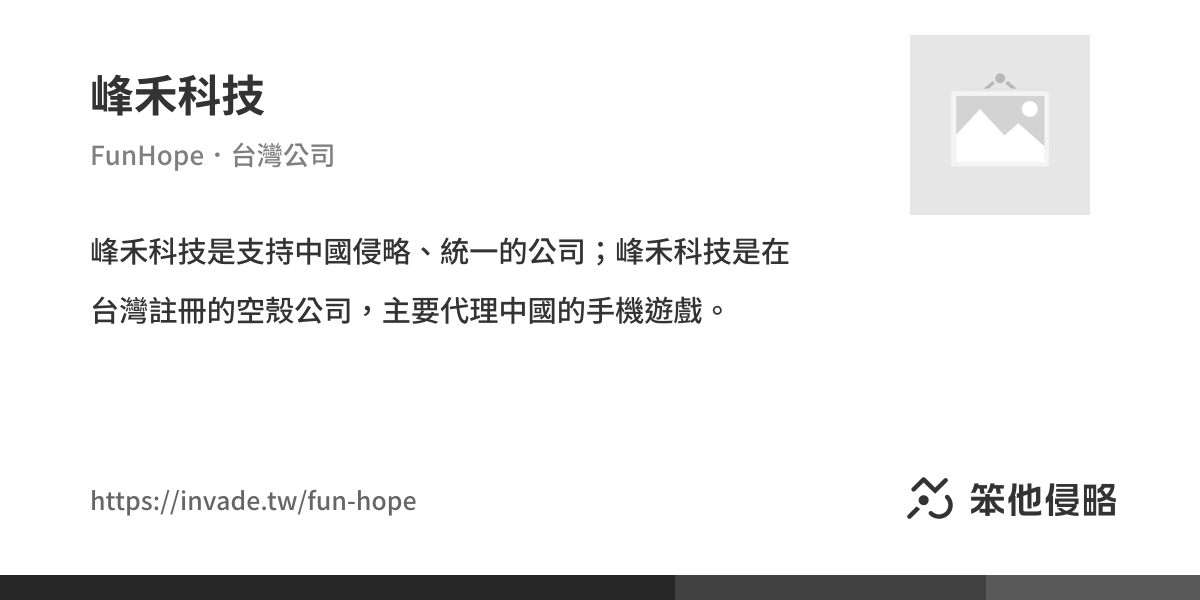 峰禾科技
FunHope · 台灣公司
峰禾科技是支持中國侵略、統一的公司；峰禾科技是在
台灣註冊的空殼公司，主要代理中國的手機遊戲。
https://invade.tw/fun-hope
笨他侵略